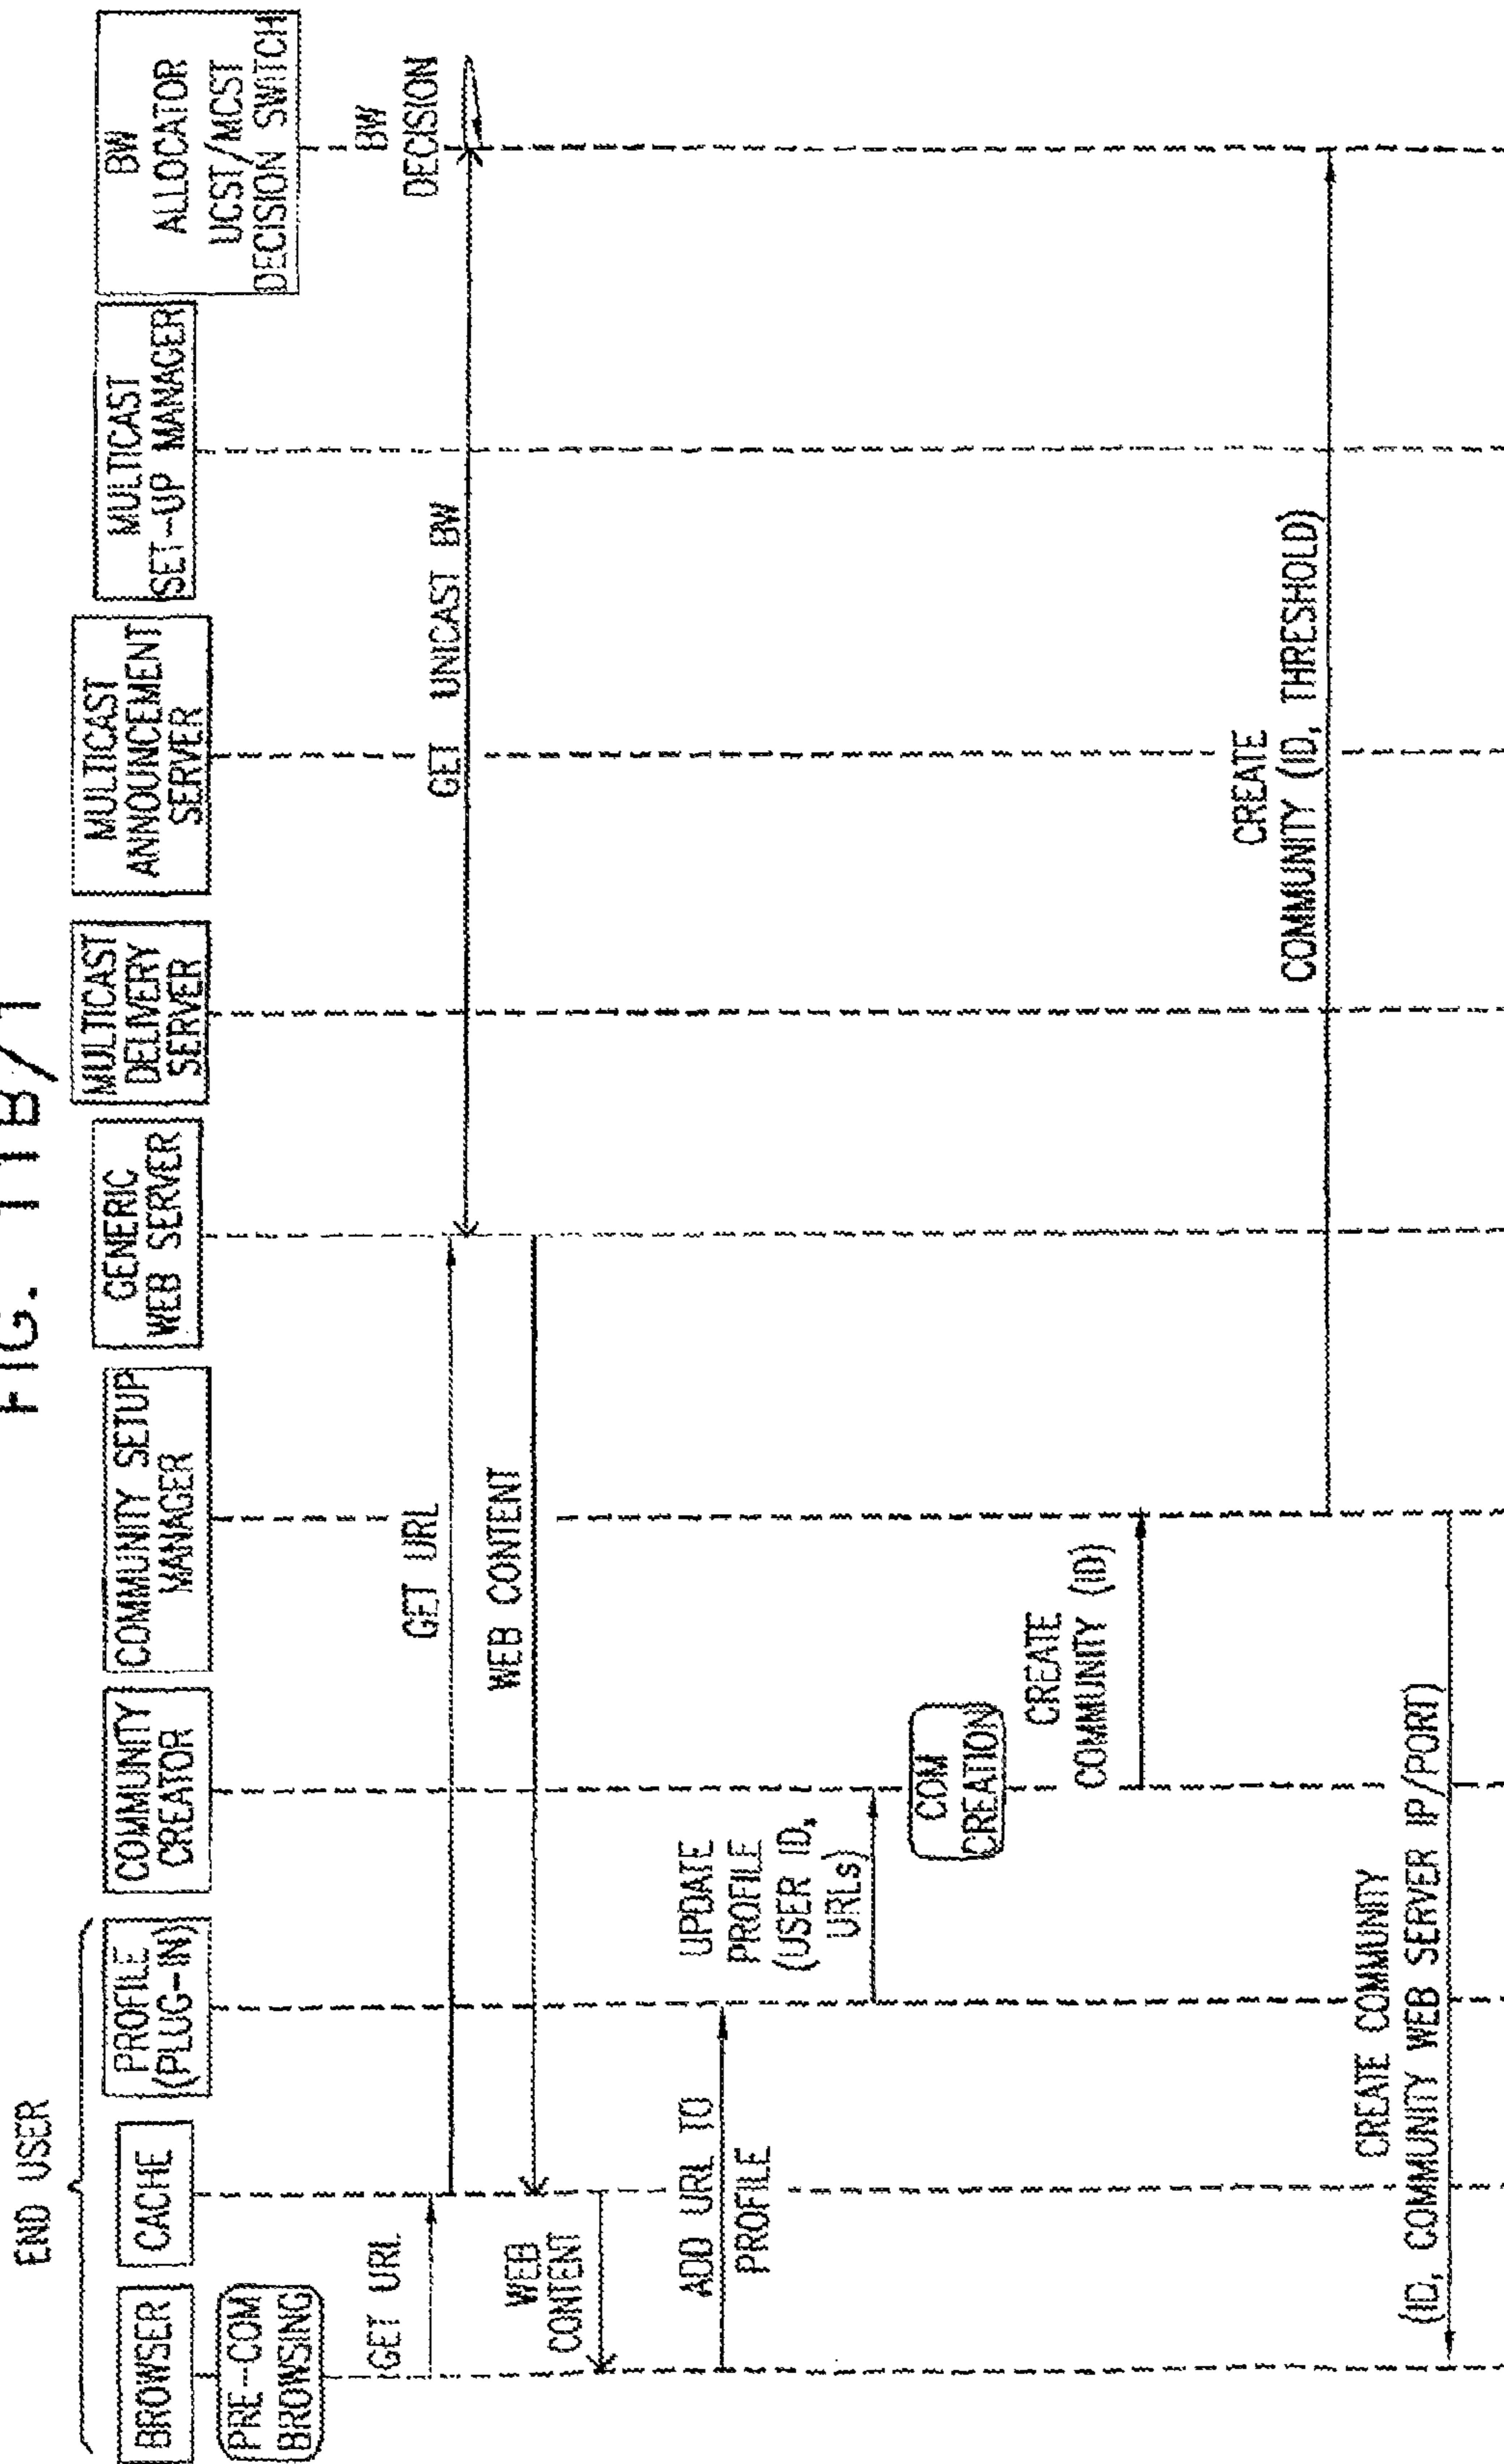 FIG. 11B/1
END USER
BROWSER
CACHE
PROFILE
(PLUG-IN)
COMMUNITY
CREATOR
COMMUNITY SETUP
MANAGER
GENERIC
WEB SERVER
MULTICAST
DELIVERY
SERVER
MULTICAST
ANNOUNCEMENT
SERVER
MULTICAST
SET-UP MANAGER
BW
ALLOCATOR
UCST/MCST
DECISION SWITCH
PRE-COM
BROWSING
GET URL
GET URL
GET UNICAST BW
BW
DECISION
WEB CONTENT
WEB
CONTENT
ADD URL TO
PROFILE
UPDATE
PROFILE
(USER ID,
URLs)
COM
CREATION
CREATE
COMMUNITY (ID)
CREATE
COMMUNITY (ID, THRESHOLD)
CREATE COMMUNITY
(ID, COMMUNITY WEB SERVER IP/PORT)